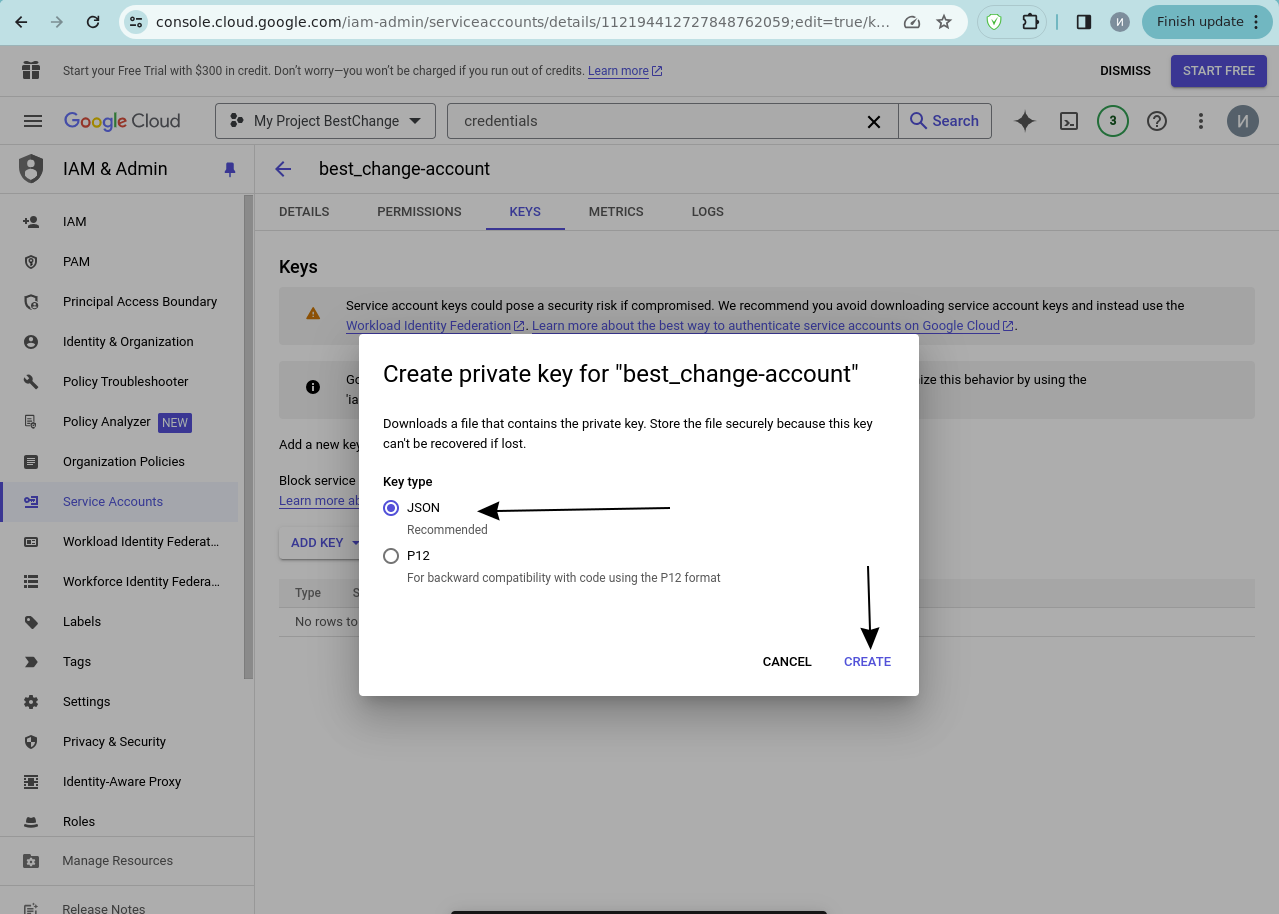 console.cloud.google.com/iam-admin/serviceaccounts/details/112194412727848762059;edit=true/k...
И
Finish update
Start your Free Trial with $300 in credit. Don’t worry—you won’t be charged if you run out of credits. Learn more
DISMISS
START FREE
Google Cloud
My Project BestChange
credentials
Search
3
И
IAM & Admin
best_change-account
DETAILS
PERMISSIONS
KEYS
METRICS
LOGS
IAM
PAM
Principal Access Boundary
Identity & Organization
Policy Troubleshooter
Policy Analyzer NEW
Organization Policies
Service Accounts
Workload Identity Federat...
Workforce Identity Federa...
Labels
Tags
Settings
Privacy & Security
Identity-Aware Proxy
Roles
Manage Resources
Release Notes
Keys
Service account keys could pose a security risk if compromised. We recommend you avoid downloading service account keys and instead use the
Workload Identity Federation. Learn more about the best way to authenticate service accounts on Google Cloud.
Go
ize this behavior by using the
'ia
Add a new key
Block service
Learn more ab
ADD KEY
Type
S
No rows to
Create private key for "best_change-account"
Downloads a file that contains the private key. Store the file securely because this key
can't be recovered if lost.
Key type
JSON
Recommended
P12
For backward compatibility with code using the P12 format
CANCEL
CREATE